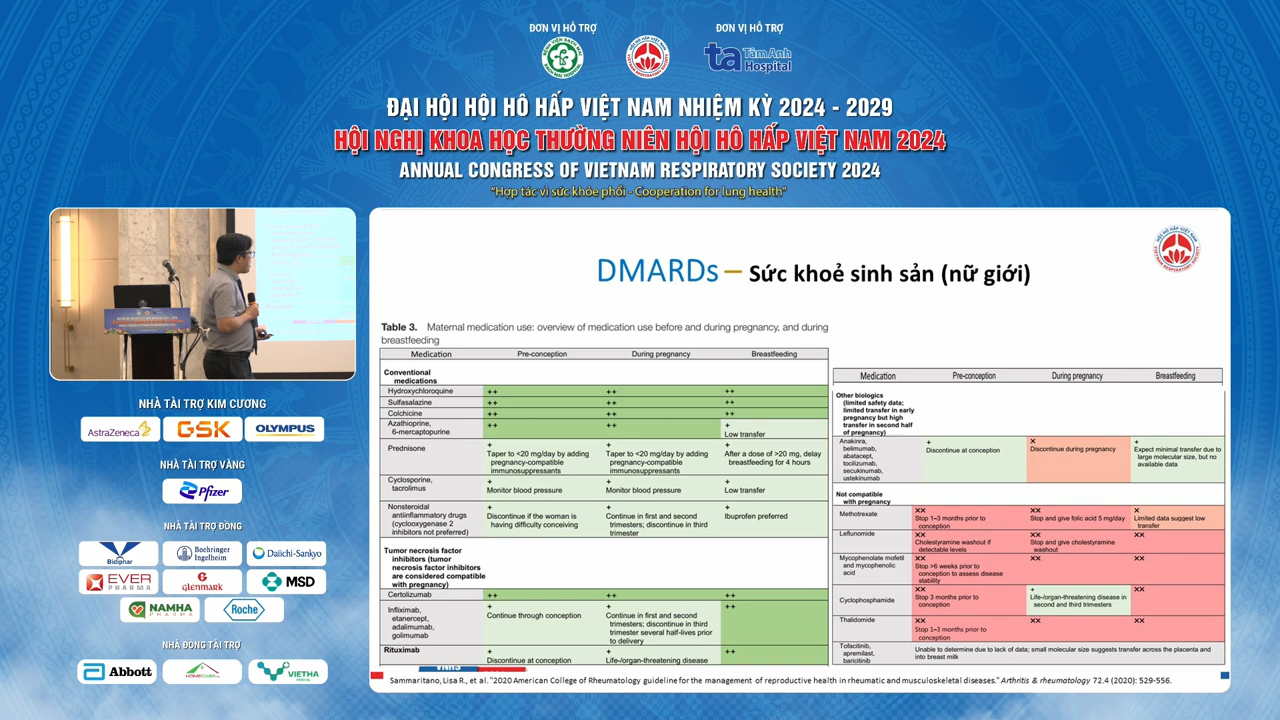 ĐƠN VỊ HỖ TRỢ
ĐƠN VỊ HỖ TRỢ
ta TâmAnh Hospital
ĐẠI HỘI HỘI HÔ HẤP VIỆT NAM NHIỆM KỲ 2024 - 2029
HỘI NGHỊ KHOA HỌC THƯỜNG NIÊN HỘI HÔ HẤP VIỆT NAM 2024
ANNUAL CONGRESS OF VIETNAM RESPIRATORY SOCIETY 2024
"Hợp tác vì sức khỏe phổi - Cooperation for lung health"
NHÀ TÀI TRỢ KIM CƯƠNG
AstraZeneca
GSK
OLYMPUS
NHÀ TÀI TRỢ VÀNG
Pfizer
NHÀ TÀI TRỢ ĐỒNG
Bidiphar
Boehringer Ingelheim
Daiichi-Sankyo
EVER PHARMA
GLENMARK
MSD
NAMHA PHARMA
Roche
NHÀ ĐỒNG TÀI TRỢ
Abbott
VIETHA
DMARDs – Sức khoẻ sinh sản (nữ giới)
Table 3. Maternal medication use: overview of medication use before and during pregnancy, and during
breastfeeding
Medication Pre-conception During pregnancy Breastfeeding
Conventional
medications
Hydroxychloroquine ++ ++ ++
Sulfasalazine ++ ++ ++
Colchicine ++ ++ ++
Azathioprine, ++ ++ +
6-mercaptopurine Low transfer
Prednisone + + +
Taper to <20 mg/day by adding Taper to <20 mg/day by adding After a dose of >20 mg, delay
pregnancy-compatible pregnancy-compatible breastfeeding for 4 hours
immunosuppressants immunosuppressants
Cyclosporine, + + +
tacrolimus Monitor blood pressure Monitor blood pressure Low transfer
Nonsteroidal + + +
antiinflammatory drugs Discontinue if the woman is Continue in first and second Ibuprofen preferred
(cyclooxygenase 2 having difficulty conceiving trimesters; discontinue in third
inhibitors not preferred) trimester
Tumor necrosis factor
inhibitors (tumor
necrosis factor inhibitors
are considered compatible
with pregnancy)
Certolizumab ++ ++ ++
Infliximab, + + ++
etanercept, Continue through conception Continue in first and second
adalimumab, trimesters; discontinue in third
golimumab trimester several half-lives prior
to delivery
Rituximab + + ++
Discontinue at conception Life-/organ-threatening disease
Medication Pre-conception During pregnancy Breastfeeding
Other biologics
(limited safety data;
limited transfer in early
pregnancy but high
transfer in second half
of pregnancy)
Anakinra, + × +
belimumab, Discontinue at conception Discontinue during pregnancy Expect minimal transfer due to
abatacept, large molecular size, but no
tocilizumab, available data
secukinumab,
ustekinumab
Not compatible
with pregnancy
Methotrexate ×× ×× ×
Stop 1–3 months prior to Stop and give folic acid 5 mg/day Limited data suggest low
conception transfer
Leflunomide ×× ×× ××
Cholestyramine washout if Stop and give cholestyramine
detectable levels washout
Mycophenolate mofetil ×× ×× ××
and mycophenolic Stop >6 weeks prior to
acid conception to assess disease
stability
Cyclophosphamide ×× + ××
Stop 3 months prior to Life-/organ-threatening disease in
conception second and third trimesters
Thalidomide ×× ×× ××
Stop 1–3 months prior to
conception
Tofacitinib, Unable to determine due to lack of data; small molecular size suggests transfer across the placenta and
apremilast, into breast milk
baricitinib
Sammaritano, Lisa R., et al. "2020 American College of Rheumatology guideline for the management of reproductive health in rheumatic and musculoskeletal diseases." Arthritis & rheumatology 72.4 (2020): 529-556.